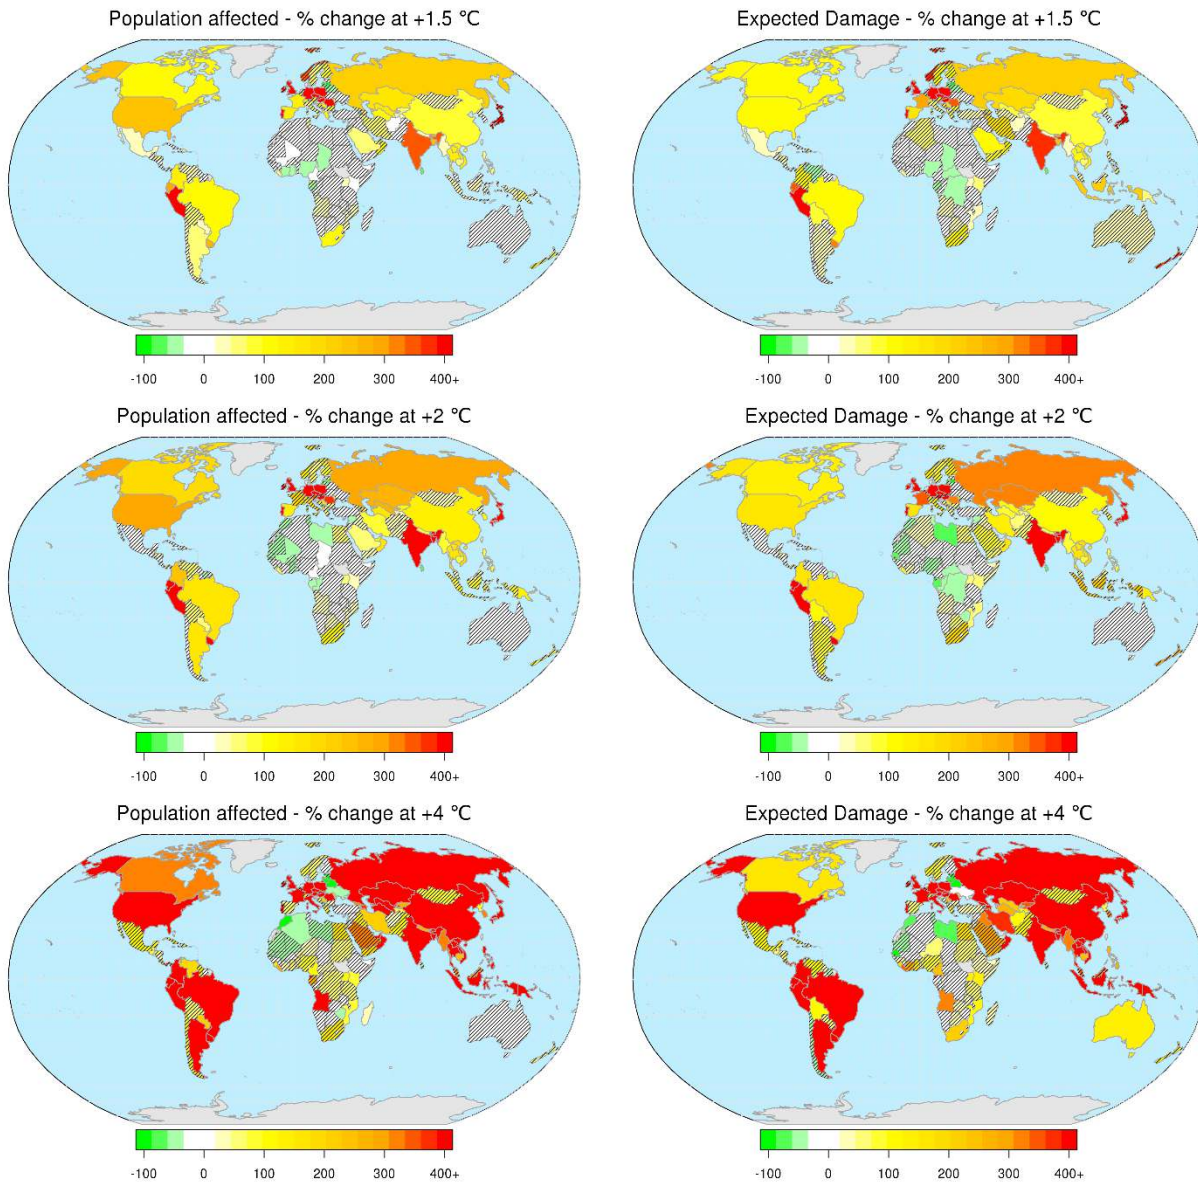 Population affected - % change at +1.5 ℃
Expected Damage - % change at +1.5 ℃
-100 0 100 200 300 400+
-100 0 100 200 300 400+
Population affected - % change at +2 ℃
Expected Damage - % change at +2 ℃
-100 0 100 200 300 400+
-100 0 100 200 300 400+
Population affected - % change at +4 ℃
Expected Damage - % change at +4 ℃
-100 0 100 200 300 400+
-100 0 100 200 300 400+